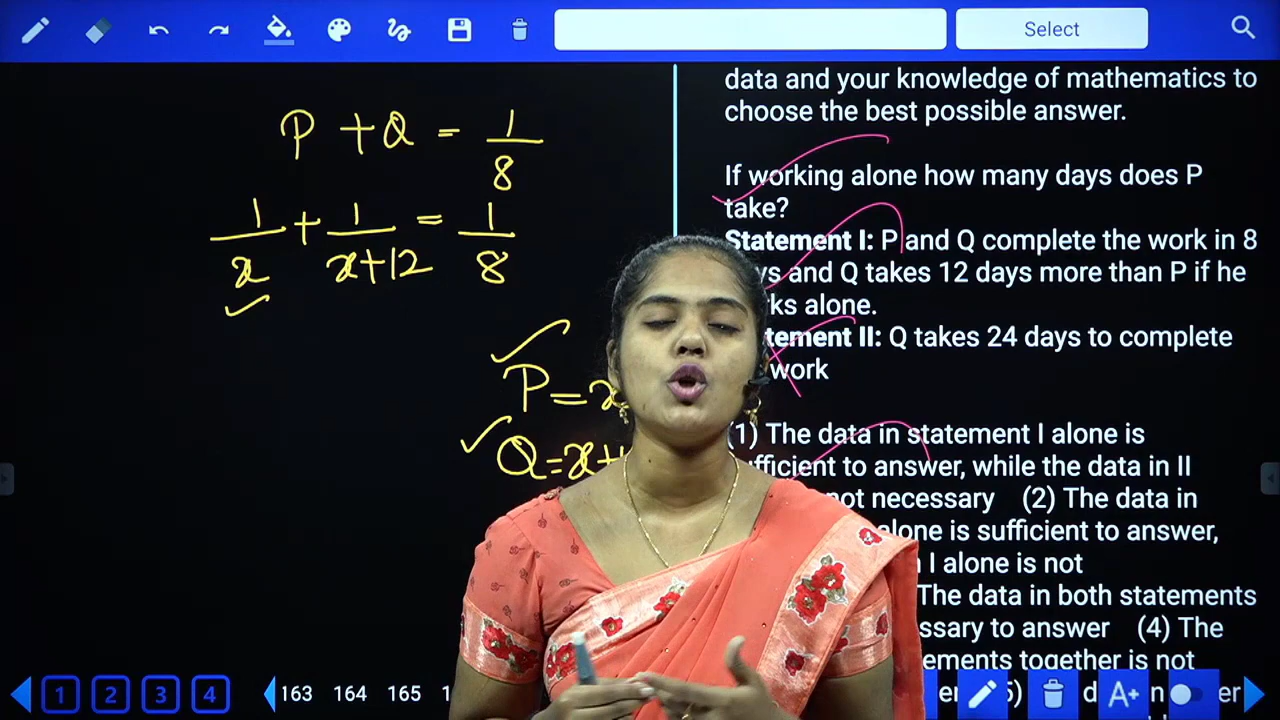 Select
P + Q = 1/8
1/x + 1/(x+12) = 1/8
P = x
Q = x+
data and your knowledge of mathematics to
choose the best possible answer.
If working alone how many days does P
take?
Statement I: P and Q complete the work in 8
and Q takes 12 days more than P if he
alone.
II: Q takes 24 days to complete
work
(1) The data in statement I alone is
to answer, while the data in II
not necessary (2) The data in
alone is sufficient to answer,
I alone is not
The data in both statements
to answer (4) The
together is not
1 2 3 4 163 164 165
A+